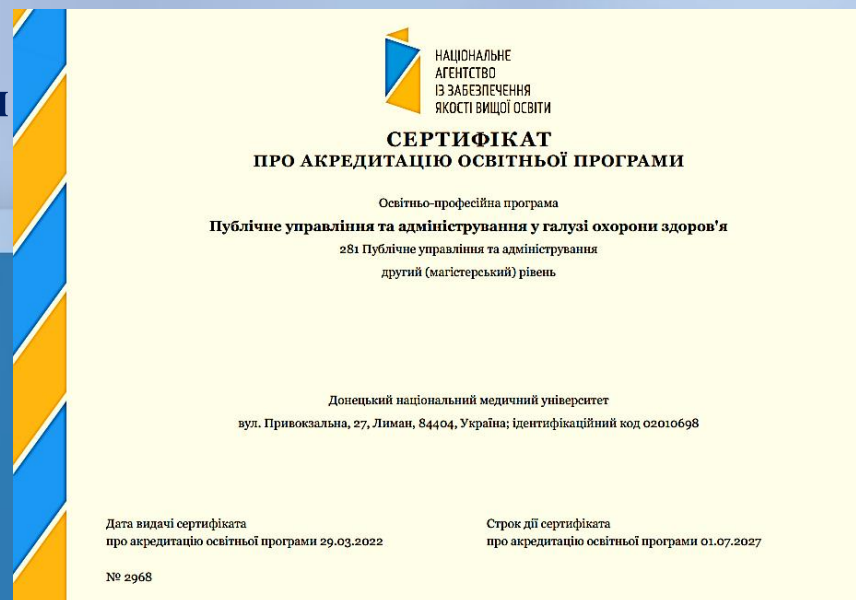 НАЦІОНАЛЬНЕ
АГЕНТСТВО
ІЗ ЗАБЕЗПЕЧЕННЯ
ЯКОСТІ ВИЩОЇ ОСВІТИ
СЕРТИФІКАТ
ПРО АКРЕДИТАЦІЮ ОСВІТНЬОЇ ПРОГРАМИ
Освітньо-професійна програма
Публічне управління та адміністрування у галузі охорони здоров'я
281 Публічне управління та адміністрування
другий (магістерський) рівень
Донецький національний медичний університет
вул. Привокзальна, 27, Лиман, 84404, Україна; ідентифікаційний код 02010698
Дата видачі сертифіката
про акредитацію освітньої програми 29.03.2022
Строк дії сертифіката
про акредитацію освітньої програми 01.07.2027
№ 2968